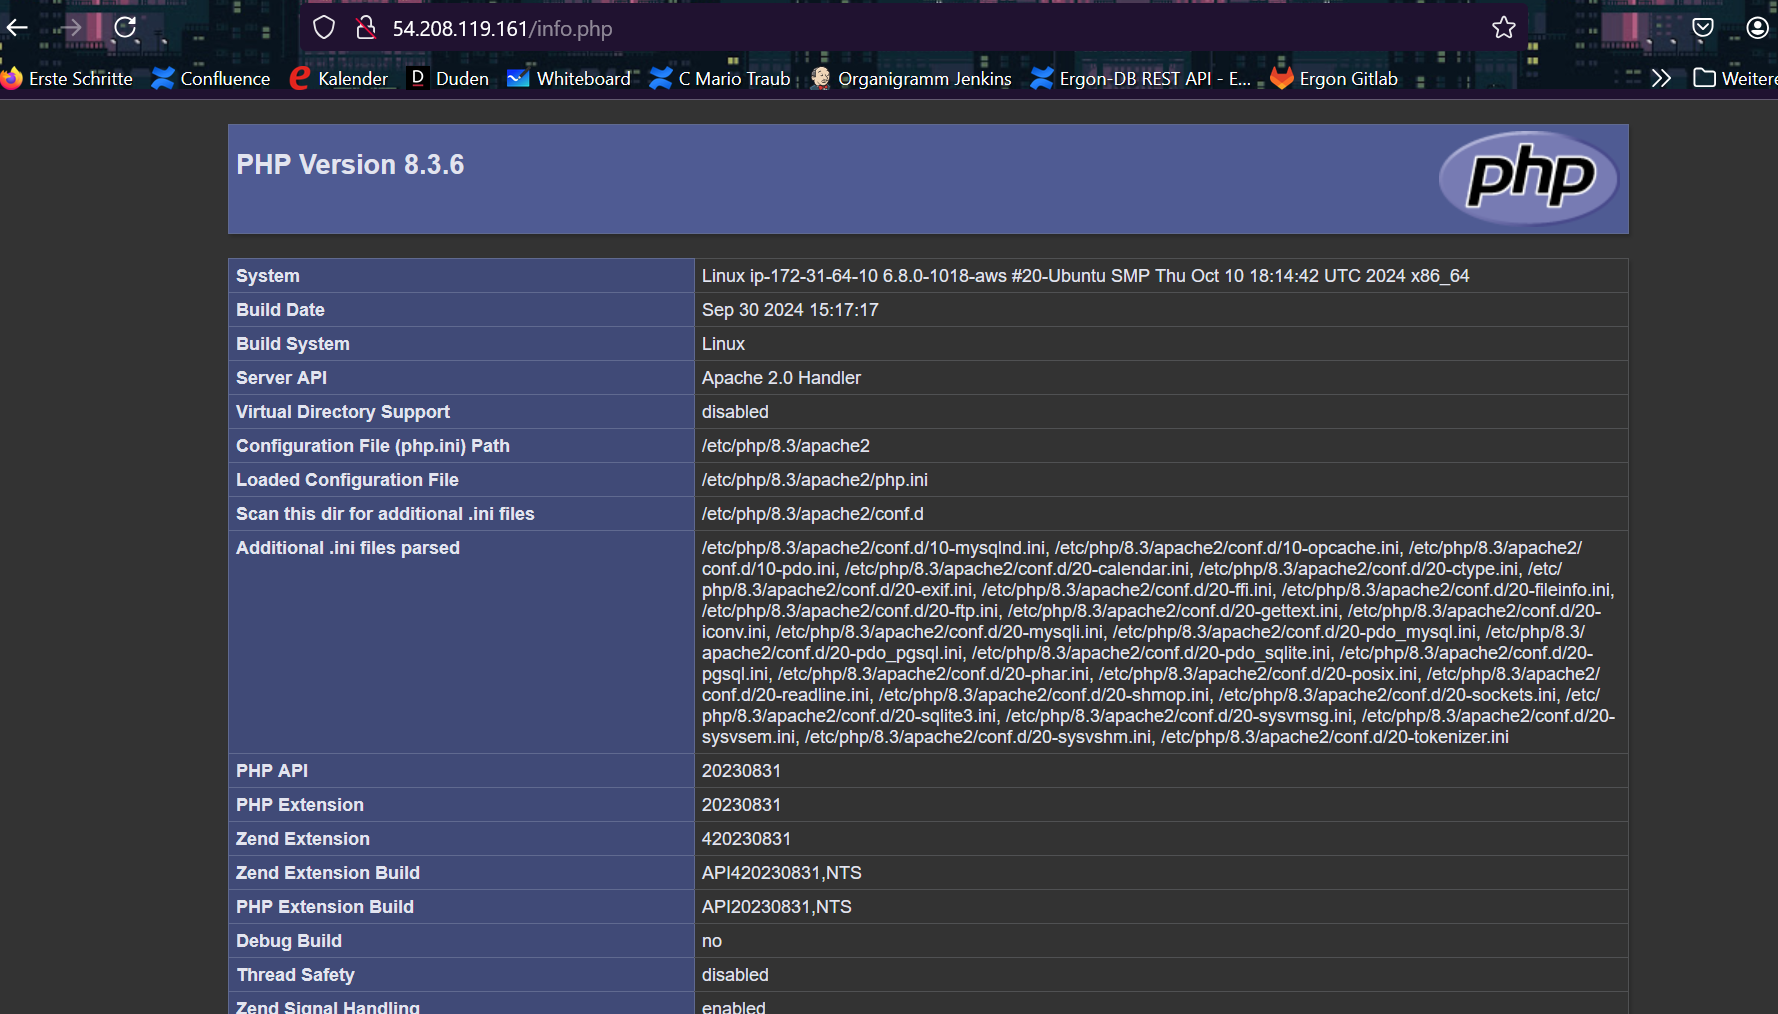 54.208.119.161/info.php
Erste Schritte Confluence Kalender D Duden Whiteboard C Mario Traub Organigramm Jenkins Ergon-DB REST API - E... Ergon Gitlab Weitere
PHP Version 8.3.6
php
System Linux ip-172-31-64-10 6.8.0-1018-aws #20-Ubuntu SMP Thu Oct 10 18:14:42 UTC 2024 x86_64
Build Date Sep 30 2024 15:17:17
Build System Linux
Server API Apache 2.0 Handler
Virtual Directory Support disabled
Configuration File (php.ini) Path /etc/php/8.3/apache2
Loaded Configuration File /etc/php/8.3/apache2/php.ini
Scan this dir for additional .ini files /etc/php/8.3/apache2/conf.d
Additional .ini files parsed /etc/php/8.3/apache2/conf.d/10-mysqlnd.ini, /etc/php/8.3/apache2/conf.d/10-opcache.ini, /etc/php/8.3/apache2/
conf.d/10-pdo.ini, /etc/php/8.3/apache2/conf.d/20-calendar.ini, /etc/php/8.3/apache2/conf.d/20-ctype.ini, /etc/
php/8.3/apache2/conf.d/20-exif.ini, /etc/php/8.3/apache2/conf.d/20-ffi.ini, /etc/php/8.3/apache2/conf.d/20-fileinfo.ini,
/etc/php/8.3/apache2/conf.d/20-ftp.ini, /etc/php/8.3/apache2/conf.d/20-gettext.ini, /etc/php/8.3/apache2/conf.d/20-
iconv.ini, /etc/php/8.3/apache2/conf.d/20-mysqli.ini, /etc/php/8.3/apache2/conf.d/20-pdo_mysql.ini, /etc/php/8.3/
apache2/conf.d/20-pdo_pgsql.ini, /etc/php/8.3/apache2/conf.d/20-pdo_sqlite.ini, /etc/php/8.3/apache2/conf.d/20-
pgsql.ini, /etc/php/8.3/apache2/conf.d/20-phar.ini, /etc/php/8.3/apache2/conf.d/20-posix.ini, /etc/php/8.3/apache2/
conf.d/20-readline.ini, /etc/php/8.3/apache2/conf.d/20-shmop.ini, /etc/php/8.3/apache2/conf.d/20-sockets.ini, /etc/
php/8.3/apache2/conf.d/20-sqlite3.ini, /etc/php/8.3/apache2/conf.d/20-sysvmsg.ini, /etc/php/8.3/apache2/conf.d/20-
sysvsem.ini, /etc/php/8.3/apache2/conf.d/20-sysvshm.ini, /etc/php/8.3/apache2/conf.d/20-tokenizer.ini
PHP API 20230831
PHP Extension 20230831
Zend Extension 420230831
Zend Extension Build API420230831,NTS
PHP Extension Build API20230831,NTS
Debug Build no
Thread Safety disabled
Zend Signal Handling enabled